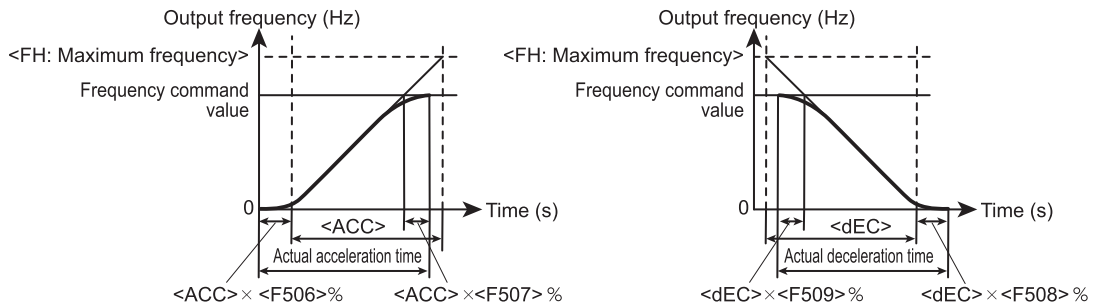 Output frequency (Hz)
<FH: Maximum frequency>
Frequency command
value
0
Time (s)
<ACC>
Actual acceleration time
<ACC>×<F506>%
<ACC>×<F507>%
Output frequency (Hz)
<FH: Maximum frequency>
Frequency command
value
0
Time (s)
<dEC>
Actual deceleration time
<dEC>×<F509>%
<dEC>×<F508>%